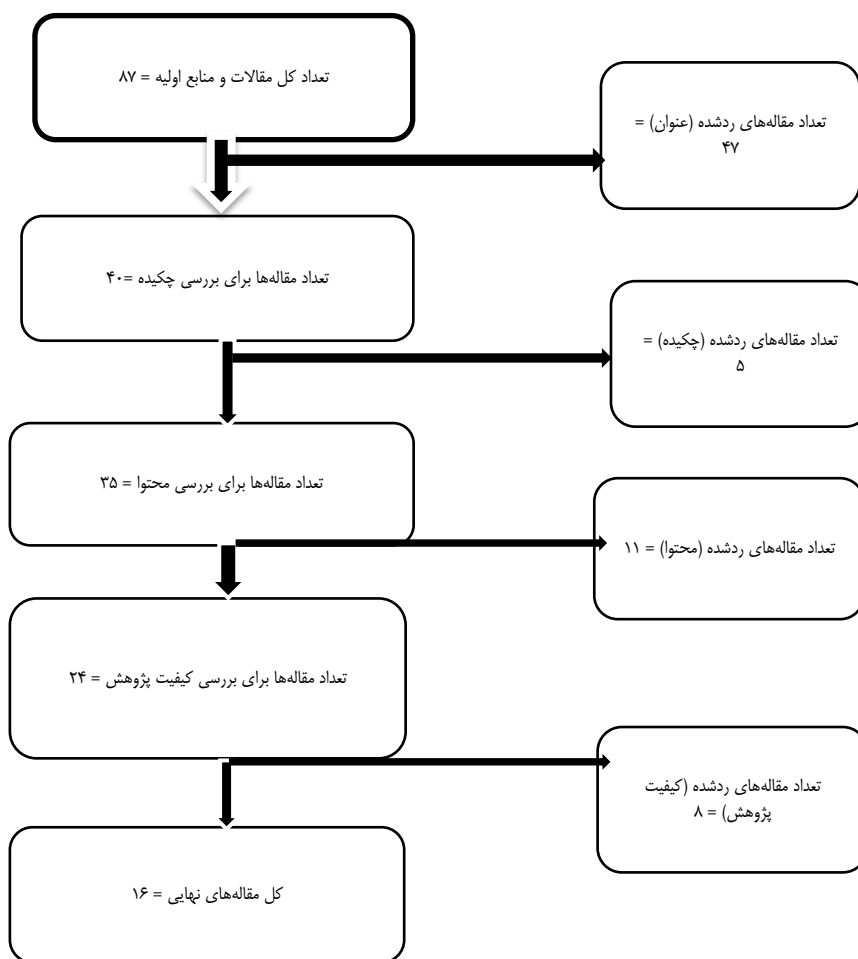 تعداد کل مقالات و منابع اولیه = ۸۷
تعداد مقاله‌های ردشده (عنوان) =
۴۷
تعداد مقاله‌ها برای بررسی چکیده =۴۰
تعداد مقاله‌های ردشده (چکیده) =
۵
تعداد مقاله‌ها برای بررسی محتوا = ۳۵
تعداد مقاله‌های ردشده (محتوا) = ۱۱
تعداد مقاله‌ها برای بررسی کیفیت پژوهش = ۲۴
تعداد مقاله‌های ردشده (کیفیت
پژوهش) = ۸
کل مقاله‌های نهایی = ۱۶